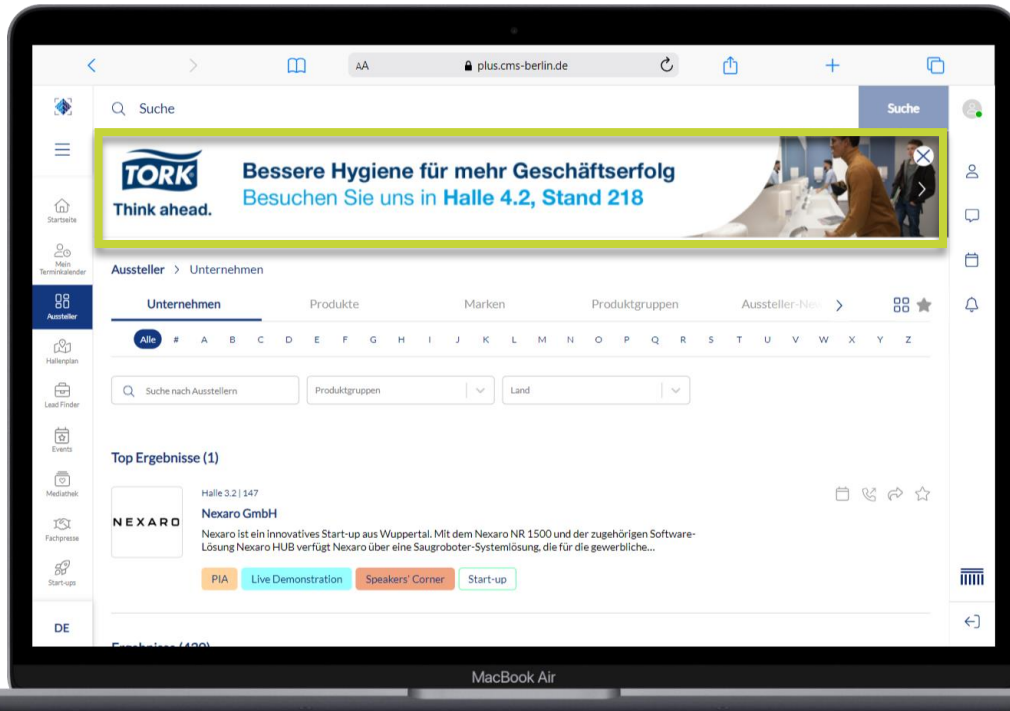 AA
plus.cms-berlin.de
Suche
Suche
TORK
Think ahead.
Bessere Hygiene für mehr Geschäftserfolg
Besuchen Sie uns in Halle 4.2, Stand 218
Startseite
Mein
Terminkalender
Aussteller
Hallenplan
Lead Finder
Events
Mediathek
Fachpresse
Start-ups
DE
Aussteller > Unternehmen
Unternehmen Produkte Marken Produktgruppen Aussteller-Ne
Alle # A B C D E F G H I J K L M N O P Q R S T U V W X Y Z
Suche nach Ausstellern Produktgruppen Land
Top Ergebnisse (1)
NEXARO
Halle 3.2 | 147
Nexaro GmbH
Nexaro ist ein innovatives Start-up aus Wuppertal. Mit dem Nexaro NR 1500 und der zugehörigen Software-
Lösung Nexaro HUB verfügt Nexaro über eine Saugroboter-Systemlösung, die für die gewerbliche...
PIA Live Demonstration Speakers' Corner Start-up
MacBook Air